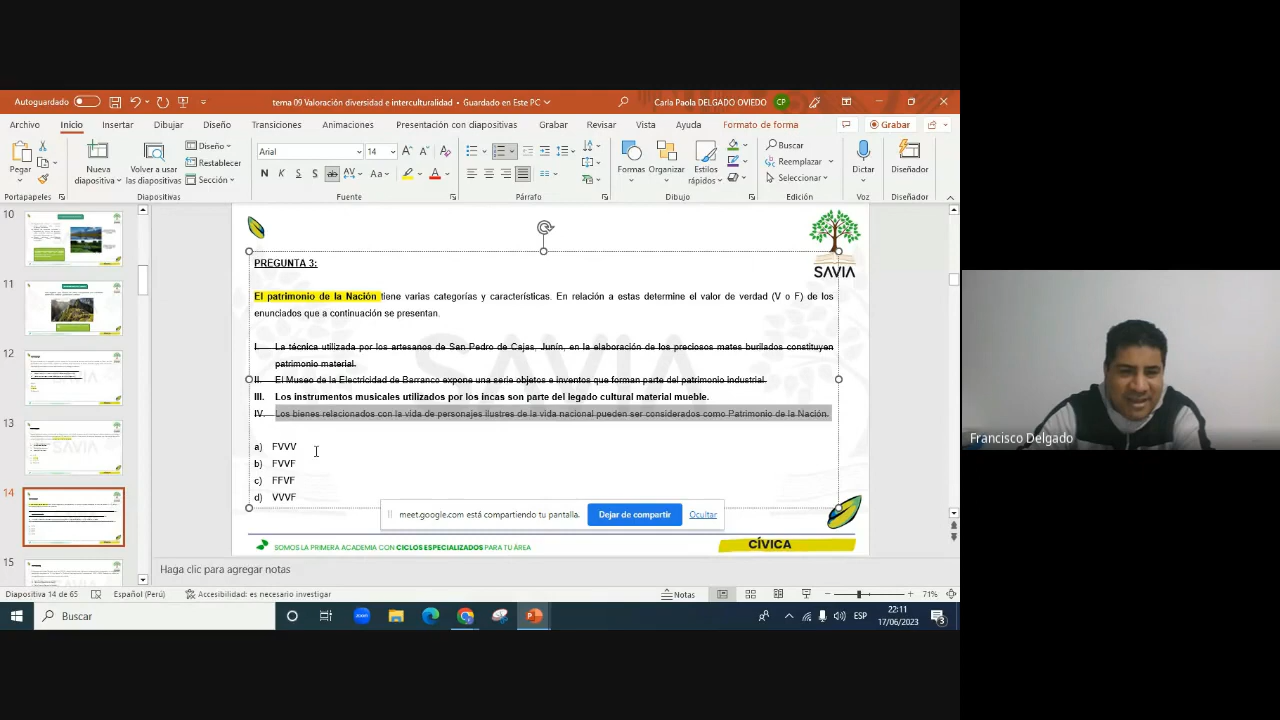 Autoguardado
tema 09 Valoración diversidad e interculturalidad • Guardado en Este PC
Carla Paola DELGADO OVIEDO
CP
Archivo Inicio Insertar Dibujar Diseño Transiciones Animaciones Presentación con diapositivas Grabar Revisar Vista Ayuda Formato de forma
Grabar
Pegar
Nueva diapositiva
Volver a usar las diapositivas
Diseño
Restablecer
Sección
Arial 14
N K S S ab AV Aa A
Formas
Organizar
Estilos rápidos
Buscar
Reemplazar
Seleccionar
Dictar
Diseñador
Portapapeles Diapositivas Fuente Párrafo Dibujo Edición Voz Diseñador
10
11
12
13
14
15
SAVIA
PREGUNTA 3:
El patrimonio de la Nación tiene varias categorías y características. En relación a estas determine el valor de verdad (V o F) de los
enunciados que a continuación se presentan.
I. La técnica utilizada por los artesanos de San Pedro de Cajas, Junín, en la elaboración de los preciosos mates burilados constituyen
patrimonio material.
II. El Museo de la Electricidad de Barranco expone una serie objetos e inventos que forman parte del patrimonio industrial.
III. Los instrumentos musicales utilizados por los incas son parte del legado cultural material mueble.
IV. Los bienes relacionados con la vida de personajes ilustres de la vida nacional pueden ser considerados como Patrimonio de la Nación.
a) FVVV
b) FVVF
c) FFVF
d) VVVF
meet.google.com está compartiendo tu pantalla. Dejar de compartir Ocultar
SOMOS LA PRIMERA ACADEMIA CON CICLOS ESPECIALIZADOS PARA TU ÁREA
CÍVICA
Haga clic para agregar notas
Diapositiva 14 de 65 Español (Perú) Accesibilidad: es necesario investigar Notas 71%
Buscar
zoom
ESP
22:11
17/06/2023
3
Francisco Delgado